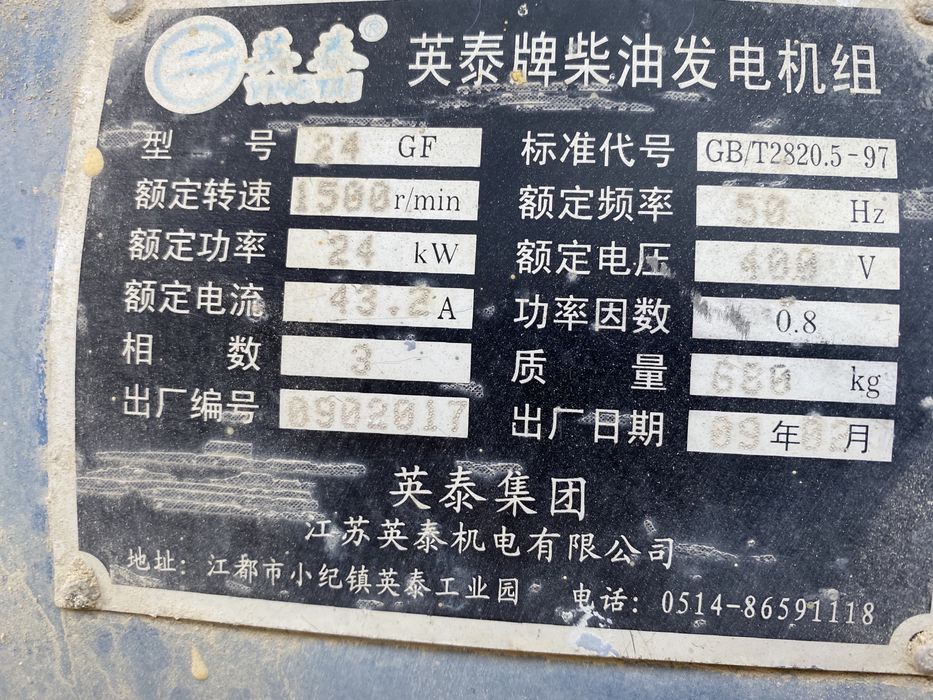 英泰® 英泰牌柴油发电机组
YING TAI
型号 24 GF 标准代号 GB/T2820.5-97
额定转速 1500 r/min 额定频率 50 Hz
额定功率 24 kW 额定电压 400 V
额定电流 43.2 A 功率因数 0.8
相数 3 质量 680 kg
出厂编号 0902017 出厂日期 09年02月
英泰集团
江苏英泰机电有限公司
地址：江都市小纪镇英泰工业园 电话：0514-86591118